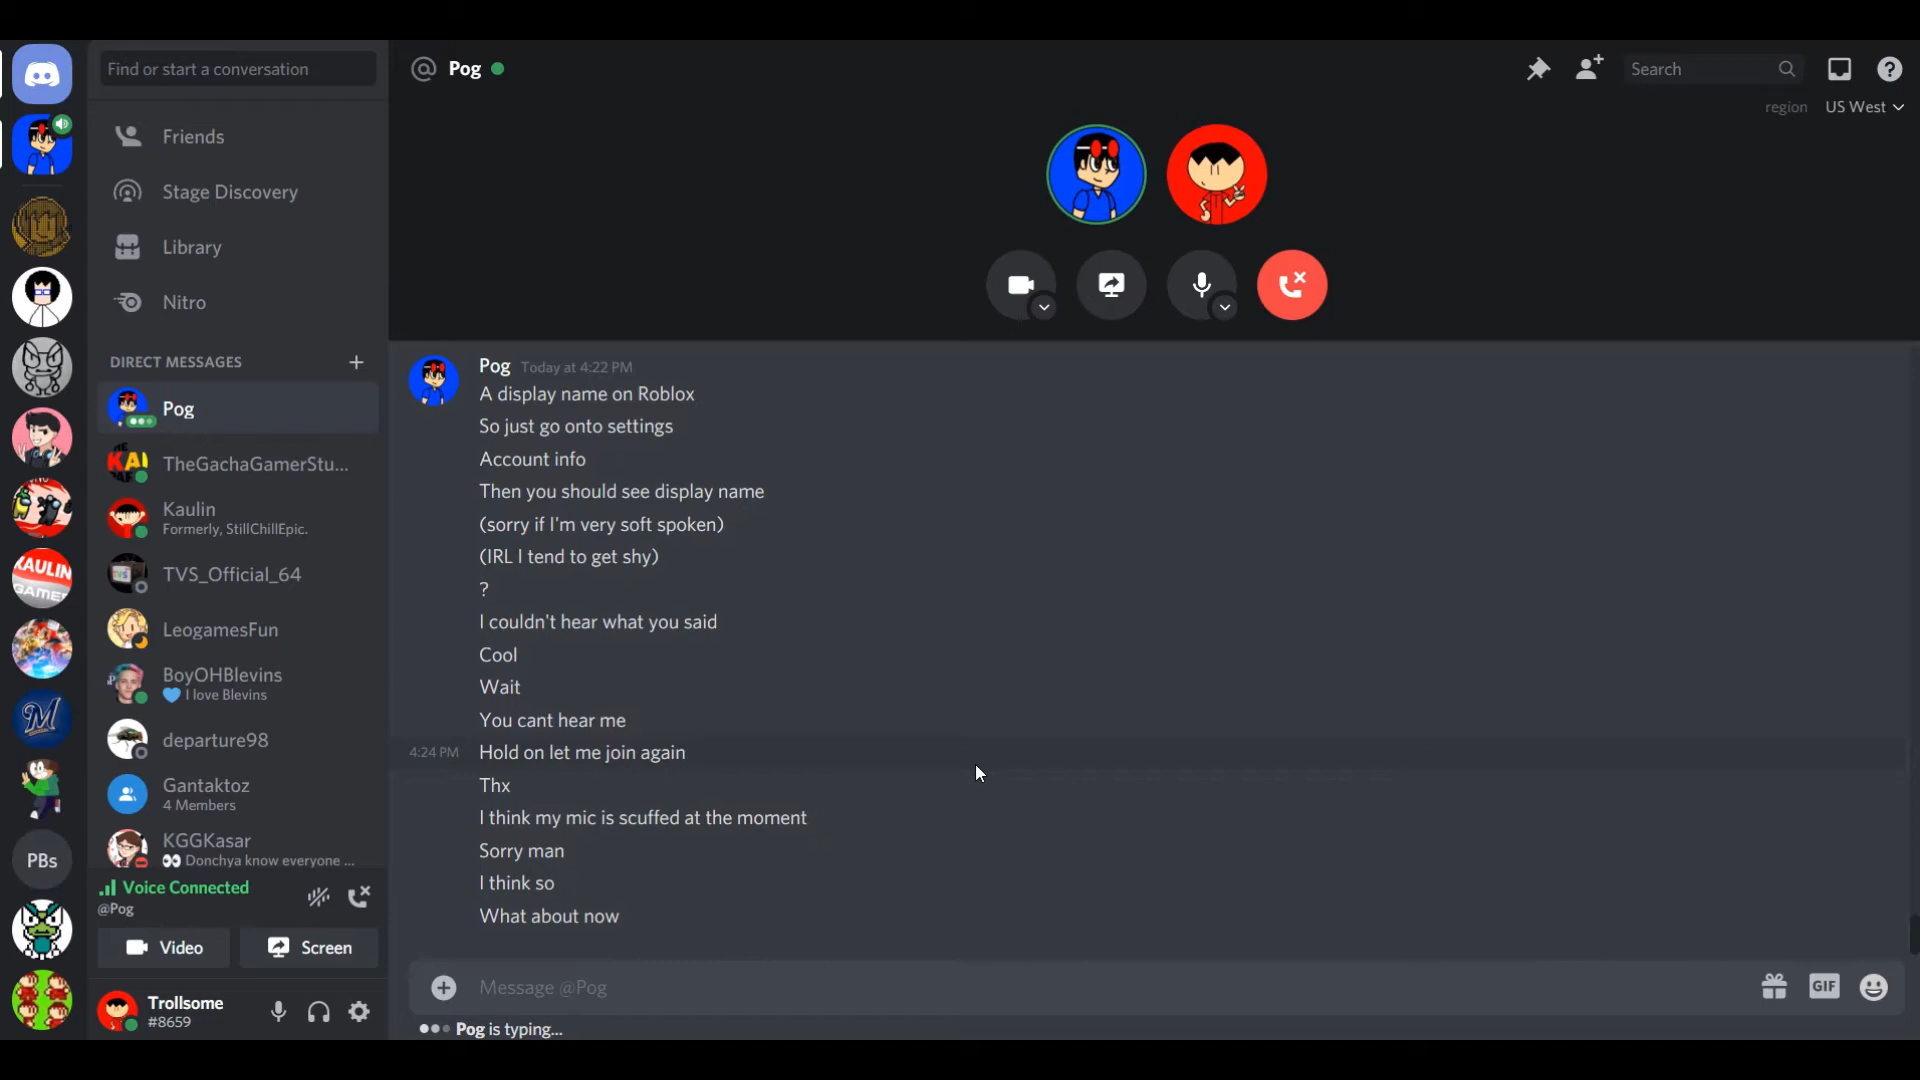 Find or start a conversation
Friends
Stage Discovery
Library
Nitro
DIRECT MESSAGES
Pog
TheGachaGamerStu...
Kaulin
Formerly, StillChillEpic.
TVS_Official_64
LeogamesFun
BoyOHBlevins
I love Blevins
departure98
Gantaktoz
4 Members
KGGKasar
Donchya know everyone ...
Voice Connected
@Pog
Video
Screen
Trollsome
#8659
KAULIN
GAMES
PBs
Pog
Search
region US West
Pog Today at 4:22 PM
A display name on Roblox
So just go onto settings
Account info
Then you should see display name
(sorry if I'm very soft spoken)
(IRL I tend to get shy)
?
I couldn't hear what you said
Cool
Wait
You cant hear me
4:24 PM Hold on let me join again
Thx
I think my mic is scuffed at the moment
Sorry man
I think so
What about now
Message @Pog
GIF
Pog is typing...